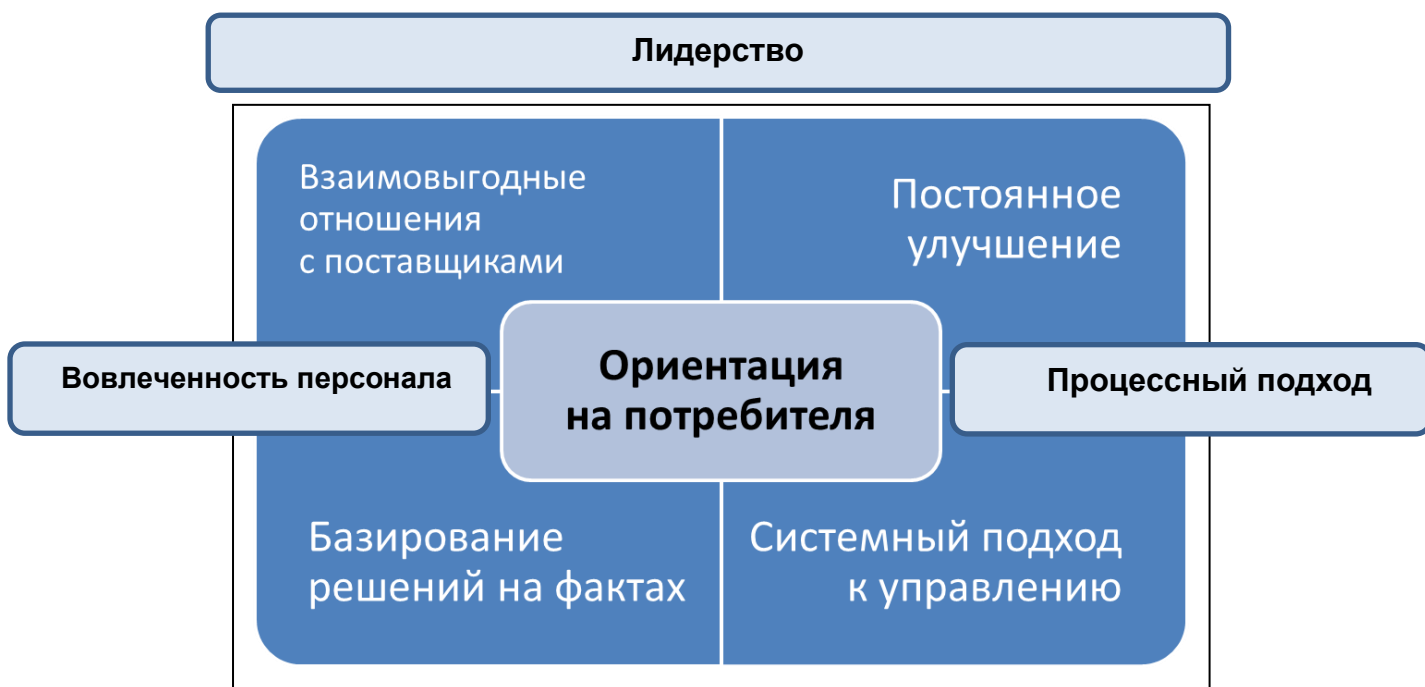 Лидерство
Взаимовыгодные
отношения
с поставщиками
Постоянное
улучшение
Вовлеченность персонала
Ориентация
на потребителя
Процессный подход
Базирование
решений на фактах
Системный подход
к управлению